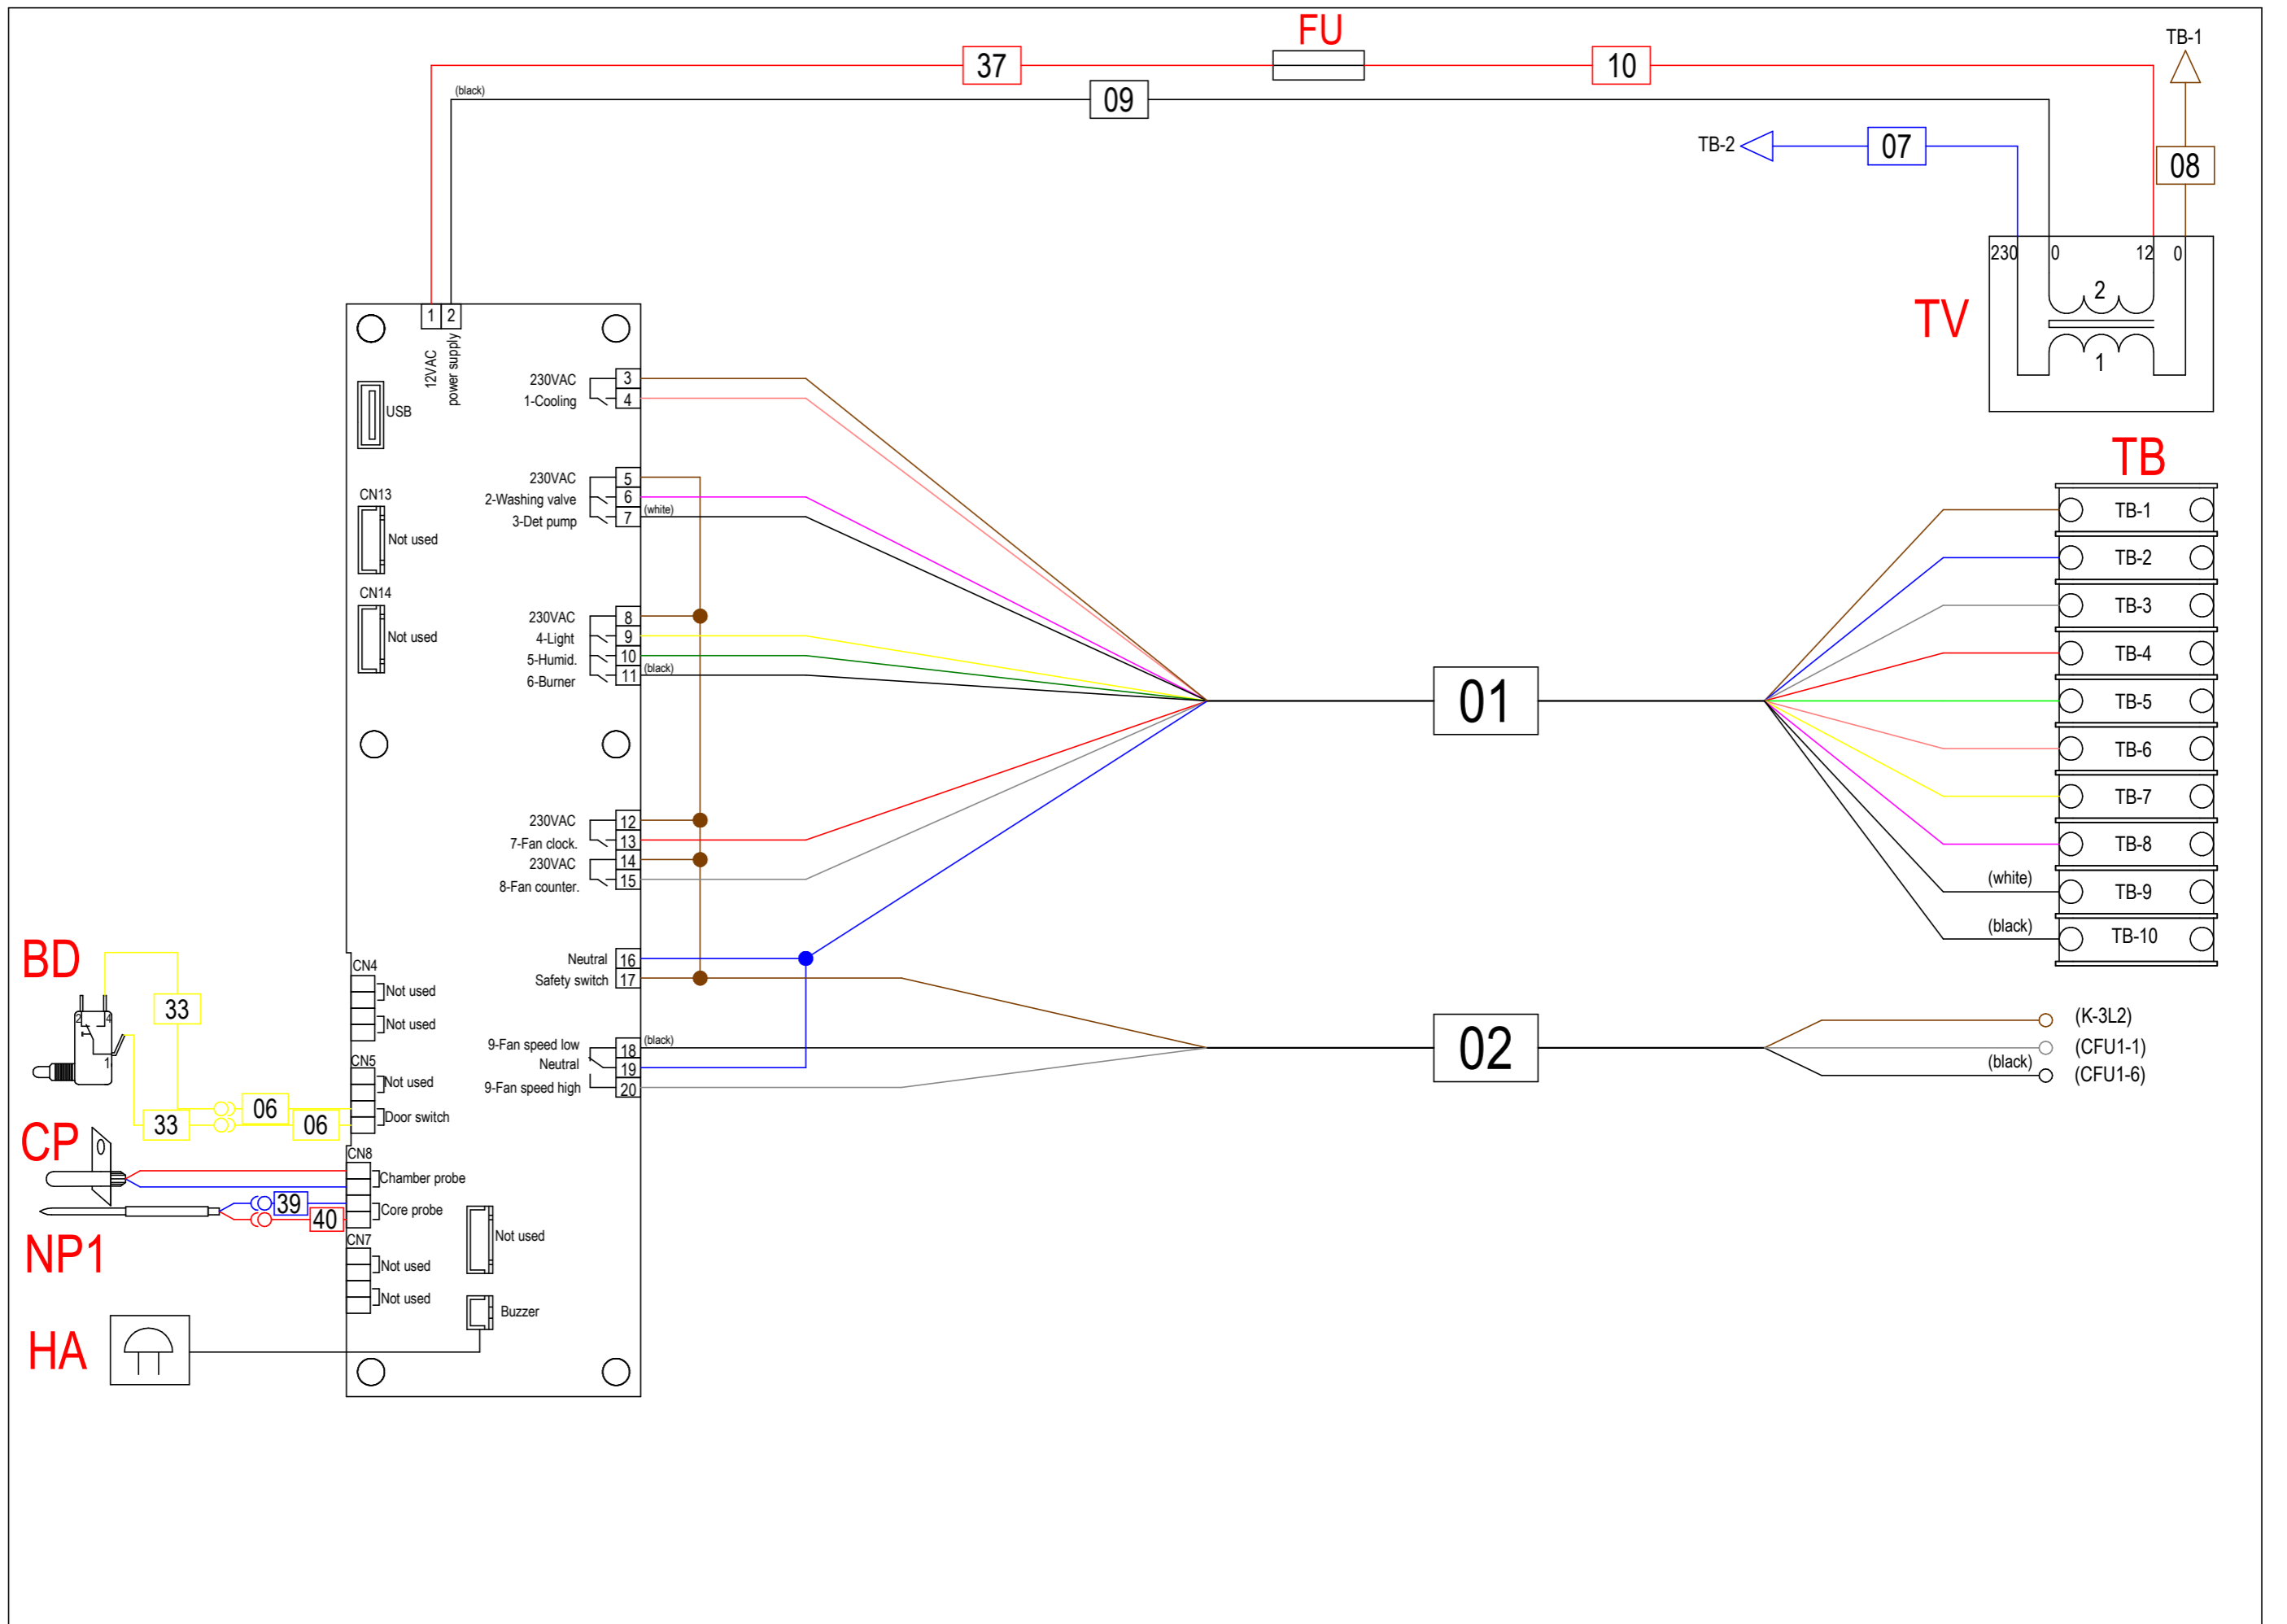 FU
TB-1
37
10
(black)
09
TB-2
07
08
230
0
12
0
2
TV
1
1
2
12VAC
power supply
230VAC
3
1-Cooling
4
USB
TB
230VAC
5
CN13
2-Washing valve
6
TB-1
3-Det pump
7
(white)
Not used
TB-2
CN14
TB-3
230VAC
8
Not used
4-Light
9
TB-4
5-Humid.
10
6-Burner
11
(black)
01
TB-5
TB-6
TB-7
230VAC
12
7-Fan clock.
13
TB-8
230VAC
14
8-Fan counter.
15
(white)
TB-9
(black)
TB-10
BD
Neutral
16
CN4
Safety switch
17
Not used
33
2
4
Not used
(K-3L2)
9-Fan speed low
18
(black)
02
(CFU1-1)
1
CN5
Neutral
19
(black)
(CFU1-6)
Not used
9-Fan speed high
20
06
Door switch
33
06
CP
0
CN8
Chamber probe
39
Core probe
40
NP1
CN7
Not used
Not used
Not used
Buzzer
HA